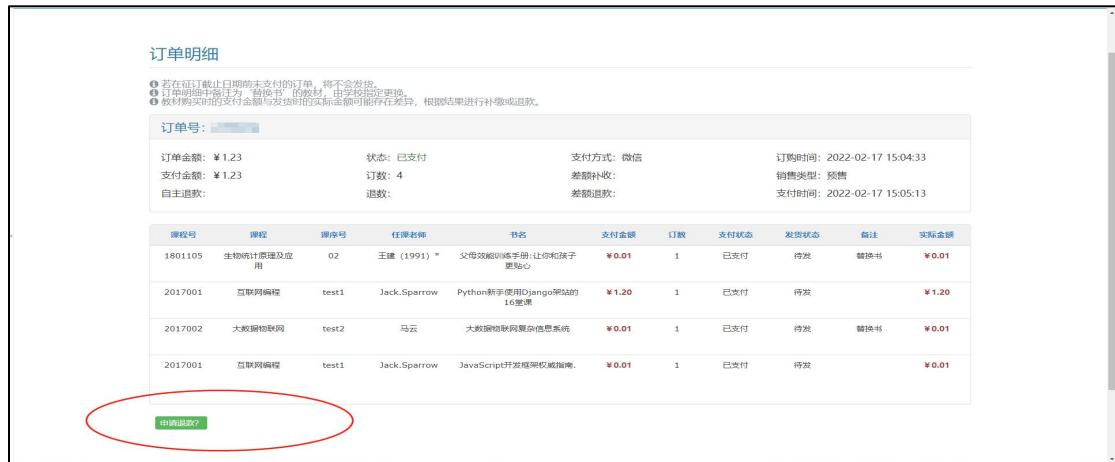 订单明细
若在征订截止日期前未支付的订单，将不会发货。
订单明细中备注为‘替换书’的教材，由学校指定更换。
教材购买时的支付金额与发货时的实际金额可能存在差异，根据结果进行补缴或退款。
订单号：
订单金额：¥1.23 状态：已支付 支付方式：微信 订购时间：2022-02-17 15:04:33
支付金额：¥1.23 订数：4 差额补收： 销售类型：预售
自主退款： 退数： 差额退款： 支付时间：2022-02-17 15:05:13
课程号 课程 课序号 任课老师 书名 支付金额 订数 支付状态 发货状态 备注 实际金额
1801105 生物统计原理及应用 02 王建（1991）* 父母效能训练手册:让你和孩子更贴心 ¥0.01 1 已支付 待发 替换书 ¥0.01
2017001 互联网编程 test1 Jack.Sparrow Python新手使用Django架站的16堂课 ¥1.20 1 已支付 待发 ¥1.20
2017002 大数据物联网 test2 马云 大数据物联网复杂信息系统 ¥0.01 1 已支付 待发 替换书 ¥0.01
2017001 互联网编程 test1 Jack.Sparrow JavaScript开发框架权威指南. ¥0.01 1 已支付 待发 ¥0.01
申请退款?